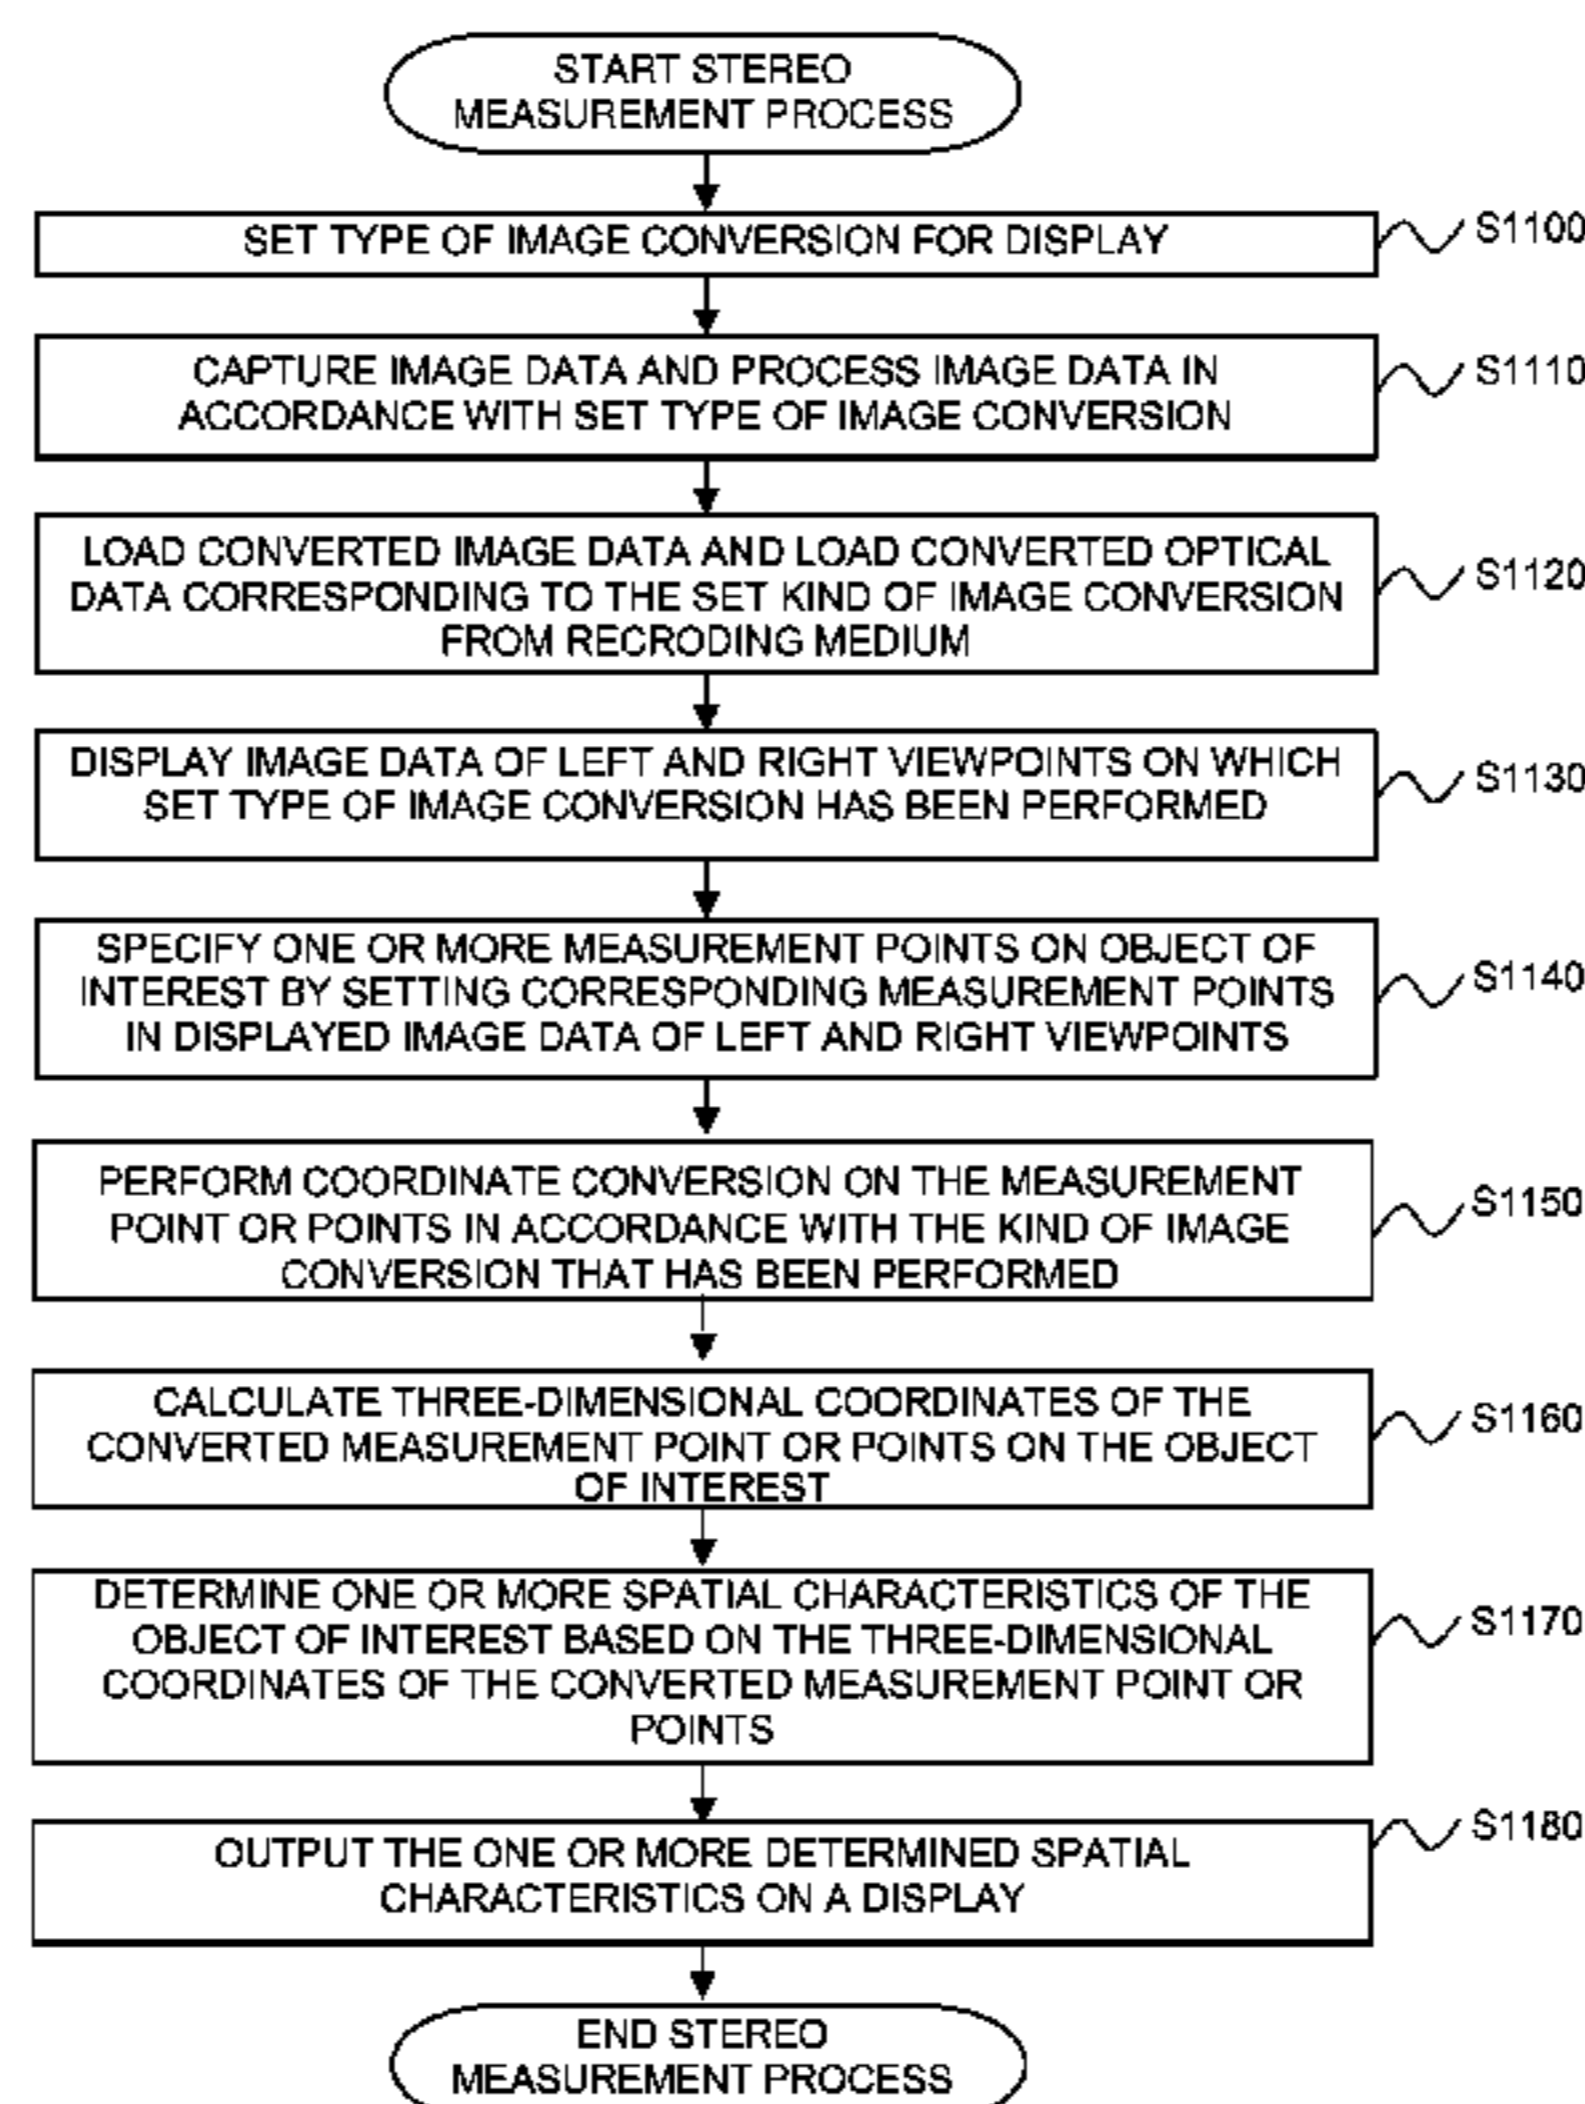 START STEREO
MEASUREMENT PROCESS
SET TYPE OF IMAGE CONVERSION FOR DISPLAY
S1100
CAPTURE IMAGE DATA AND PROCESS IMAGE DATA IN
ACCORDANCE WITH SET TYPE OF IMAGE CONVERSION
S1110
LOAD CONVERTED IMAGE DATA AND LOAD CONVERTED OPTICAL
DATA CORRESPONDING TO THE SET KIND OF IMAGE CONVERSION
FROM RECRODING MEDIUM
S1120
DISPLAY IMAGE DATA OF LEFT AND RIGHT VIEWPOINTS ON WHICH
SET TYPE OF IMAGE CONVERSION HAS BEEN PERFORMED
S1130
SPECIFY ONE OR MORE MEASUREMENT POINTS ON OBJECT OF
INTEREST BY SETTING CORRESPONDING MEASUREMENT POINTS
IN DISPLAYED IMAGE DATA OF LEFT AND RIGHT VIEWPOINTS
S1140
PERFORM COORDINATE CONVERSION ON THE MEASUREMENT
POINT OR POINTS IN ACCORDANCE WITH THE KIND OF IMAGE
CONVERSION THAT HAS BEEN PERFORMED
S1150
CALCULATE THREE-DIMENSIONAL COORDINATES OF THE
CONVERTED MEASUREMENT POINT OR POINTS ON THE OBJECT
OF INTEREST
S1160
DETERMINE ONE OR MORE SPATIAL CHARACTERISTICS OF THE
OBJECT OF INTEREST BASED ON THE THREE-DIMENSIONAL
COORDINATES OF THE CONVERTED MEASUREMENT POINT OR
POINTS
S1170
OUTPUT THE ONE OR MORE DETERMINED SPATIAL
CHARACTERISTICS ON A DISPLAY
S1180
END STEREO
MEASUREMENT PROCESS